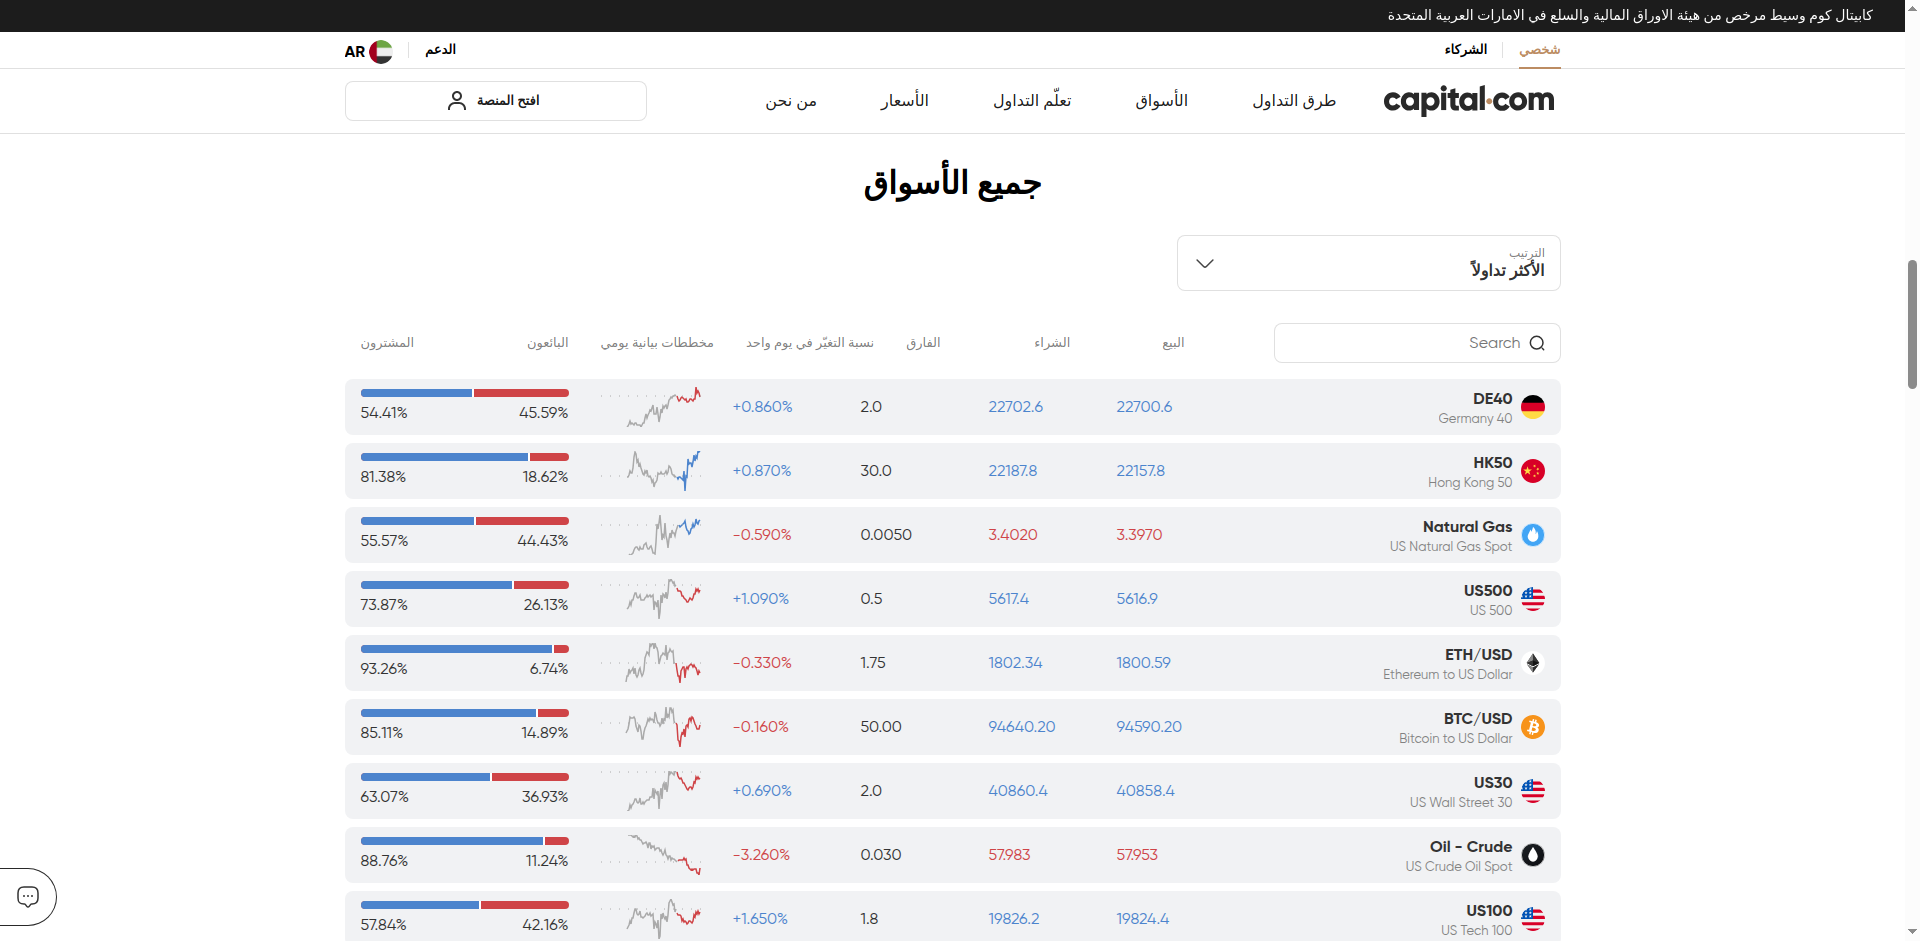 كابيتال كوم وسيط مرخص من هيئة الاوراق المالية والسلع في الامارات العربية المتحدة
شخصي الشركاء الدعم AR
capital.com طرق التداول الأسواق تعلّم التداول الأسعار من نحن افتح المنصة
جميع الأسواق
الترتيب
الأكثر تداولاً
Search البيع الشراء الفارق نسبة التغيّر في يوم واحد مخططات بيانية يومي البائعون المشترون
DE40 22700.6 22702.6 2.0 +0.860% 45.59% 54.41%
Germany 40
HK50 22157.8 22187.8 30.0 +0.870% 18.62% 81.38%
Hong Kong 50
Natural Gas 3.3970 3.4020 0.0050 -0.590% 44.43% 55.57%
US Natural Gas Spot
US500 5616.9 5617.4 0.5 +1.090% 26.13% 73.87%
US 500
ETH/USD 1800.59 1802.34 1.75 -0.330% 6.74% 93.26%
Ethereum to US Dollar
BTC/USD 94590.20 94640.20 50.00 -0.160% 14.89% 85.11%
Bitcoin to US Dollar
US30 40858.4 40860.4 2.0 +0.690% 36.93% 63.07%
US Wall Street 30
Oil - Crude 57.953 57.983 0.030 -3.260% 11.24% 88.76%
US Crude Oil Spot
US100 19824.4 19826.2 1.8 +1.650% 42.16% 57.84%
US Tech 100